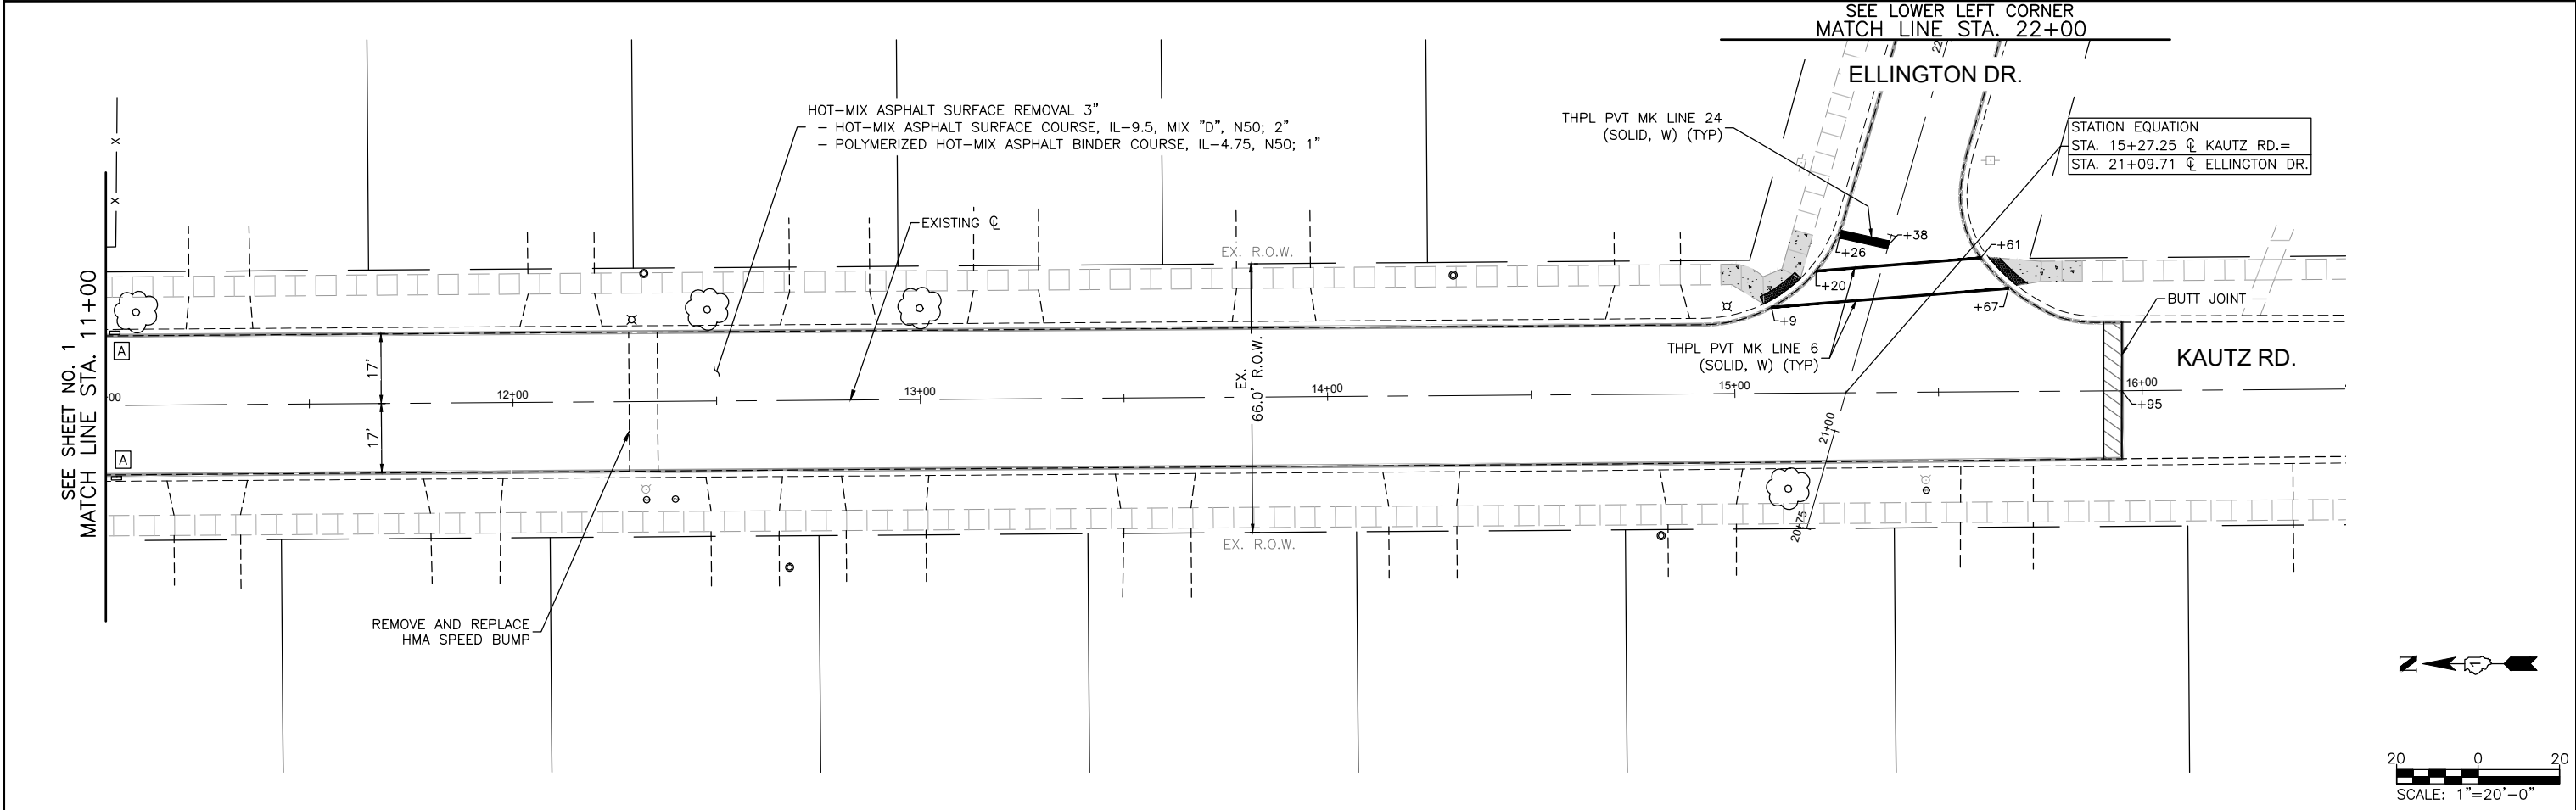 SEE LOWER LEFT CORNER
MATCH LINE STA. 22+00
22
ELLINGTON DR.
HOT-MIX ASPHALT SURFACE REMOVAL 3"
- HOT-MIX ASPHALT SURFACE COURSE, IL-9.5, MIX "D", N50; 2"
- POLYMERIZED HOT-MIX ASPHALT BINDER COURSE, IL-4.75, N50; 1"
THPL PVT MK LINE 24
(SOLID, W) (TYP)
STATION EQUATION
STA. 15+27.25 ℄ KAUTZ RD.=
STA. 21+09.71 ℄ ELLINGTON DR.
X
X
EXISTING ℄
EX. R.O.W.
+38
+26
+61
+20
+67
+9
BUTT JOINT
SEE SHEET NO. 1
MATCH LINE STA. 11+00
A
A
17'
17'
THPL PVT MK LINE 6
(SOLID, W) (TYP)
KAUTZ RD.
00
12+00
13+00
14+00
15+00
16+00
+95
EX.
66.0' R.O.W.
21+00
20+75
EX. R.O.W.
REMOVE AND REPLACE
HMA SPEED BUMP
N
20 0 20
SCALE: 1"=20'-0"